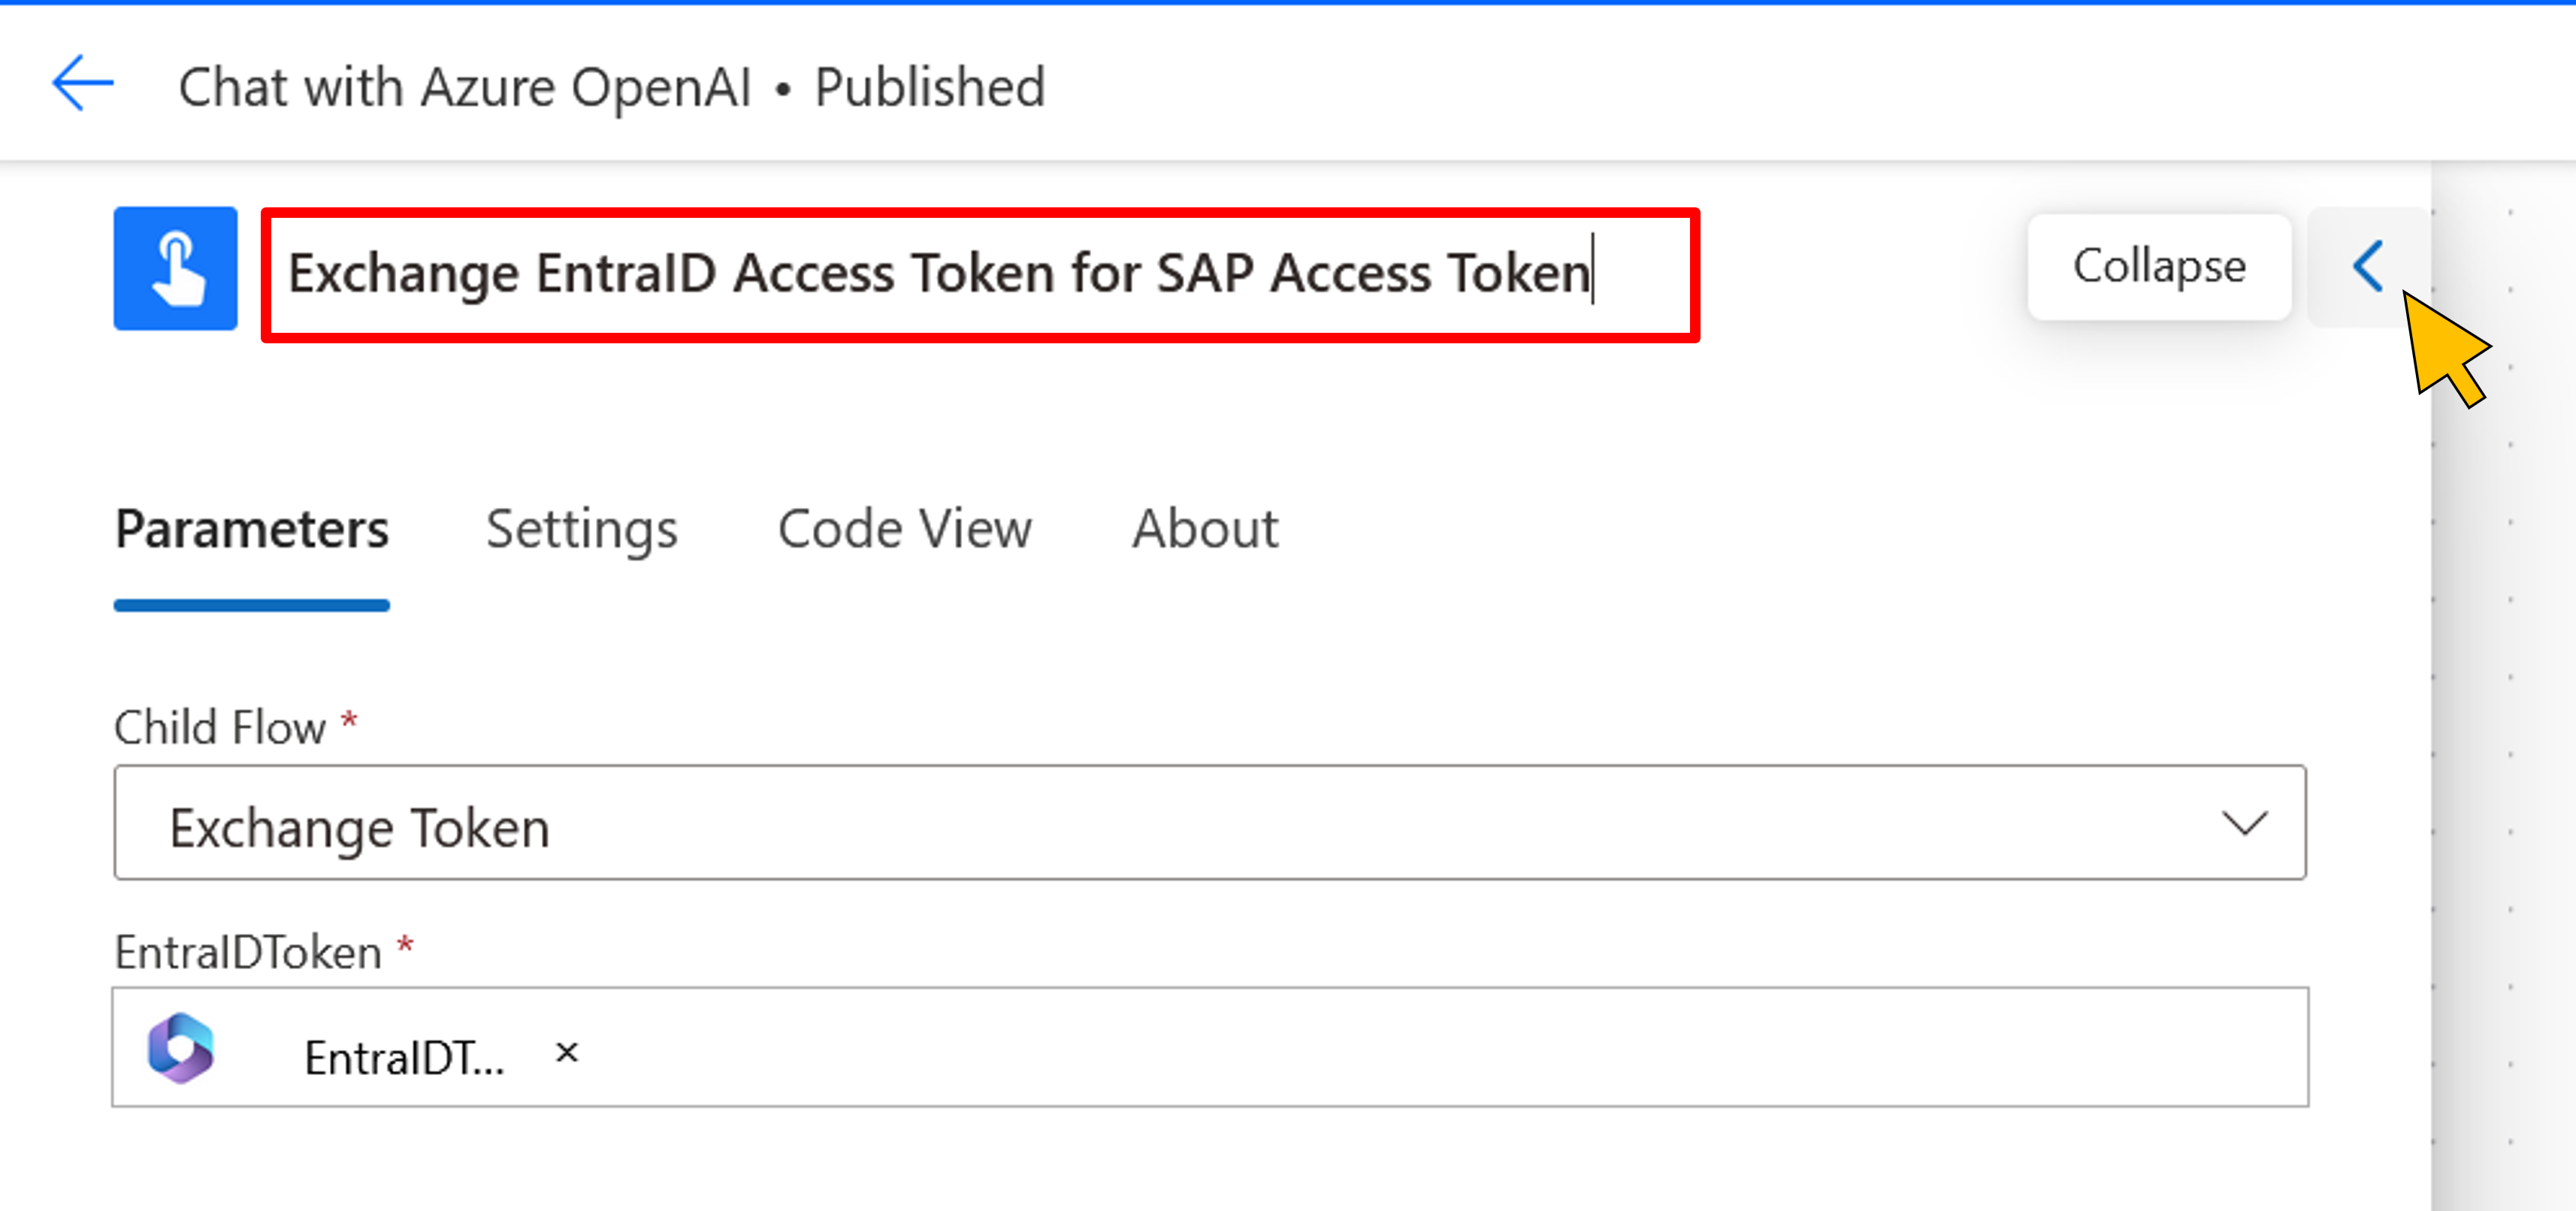 Chat with Azure OpenAI • Published
Exchange EntraID Access Token for SAP Access Token
Collapse
Parameters Settings Code View About
Child Flow *
Exchange Token
EntraIDToken *
EntraIDT... ×